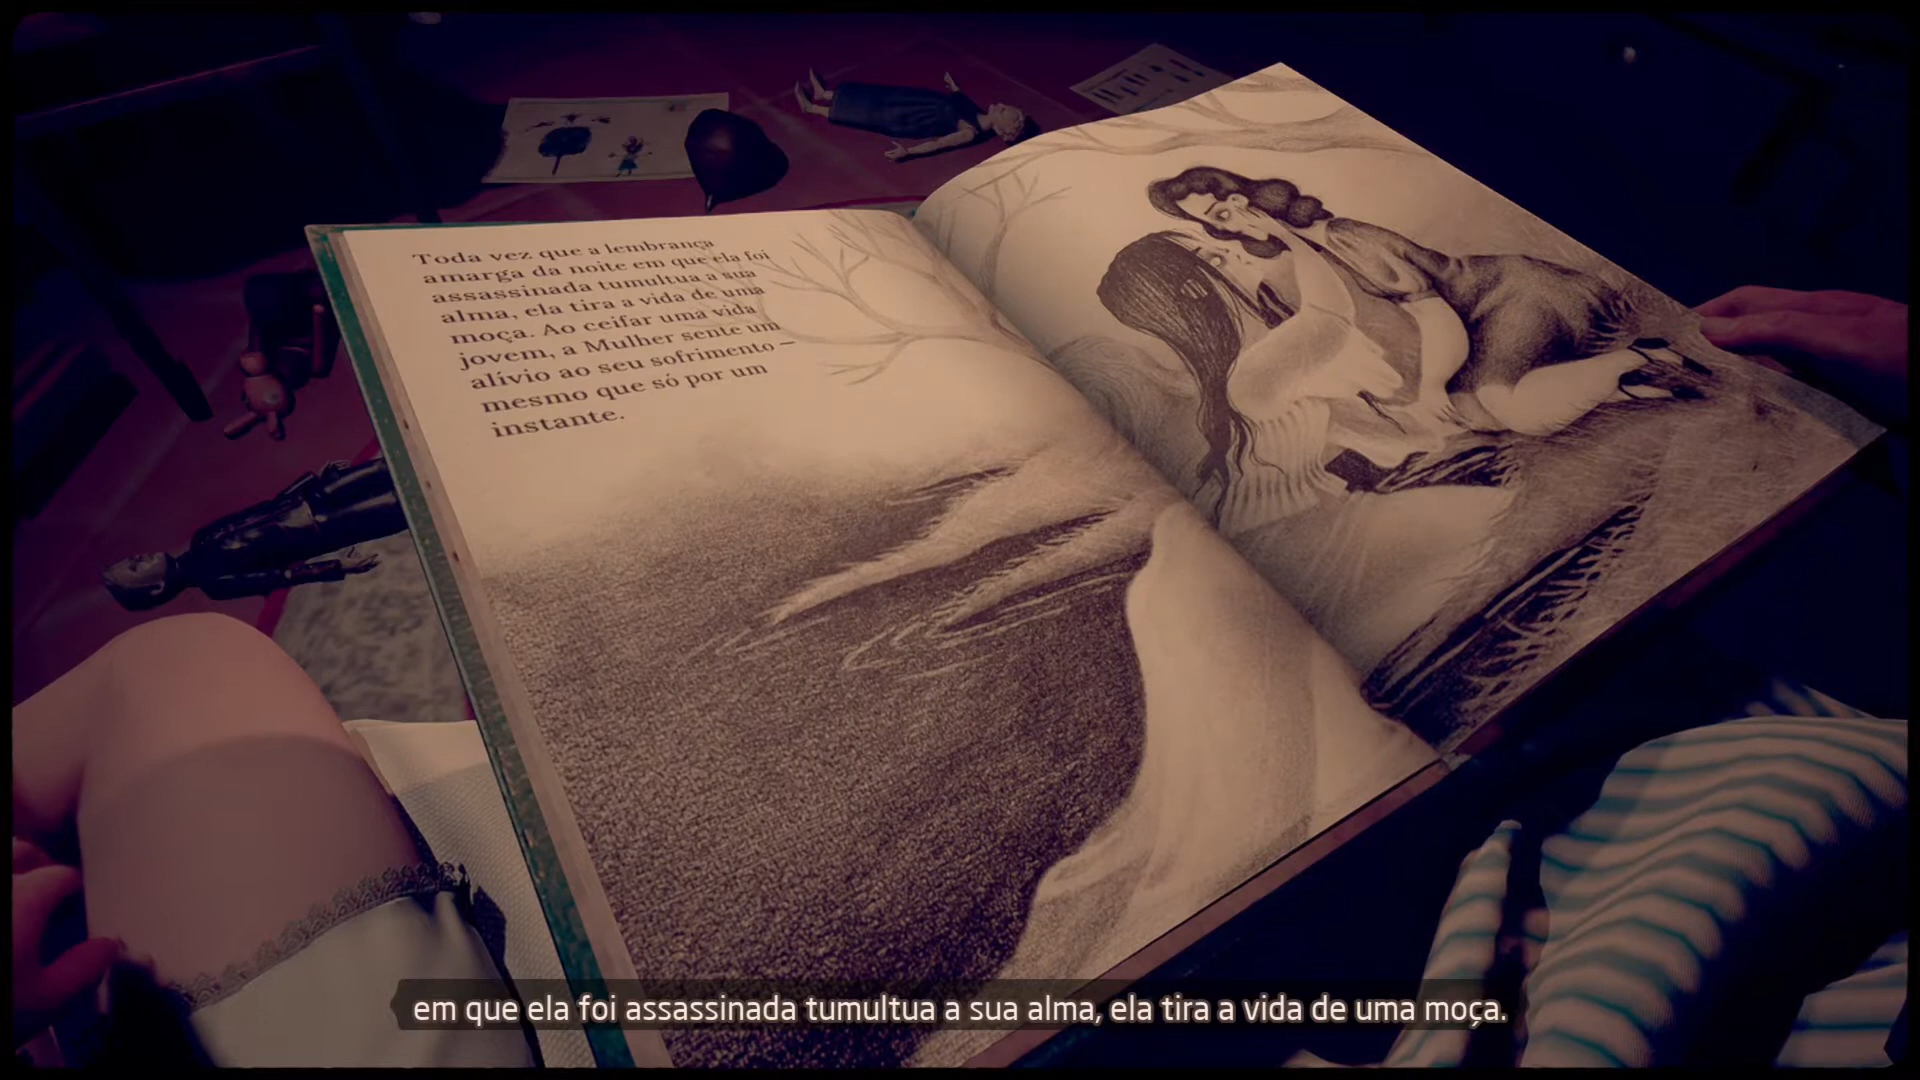 Toda vez que a lembrança
amarga da noite em que ela foi
assassinada tumultua a sua
alma, ela tira a vida de uma
moça. Ao ceifar uma vida
jovem, a Mulher sente um
alívio ao seu sofrimento –
mesmo que só por um
instante.
em que ela foi assassinada tumultua a sua alma, ela tira a vida de uma moça.